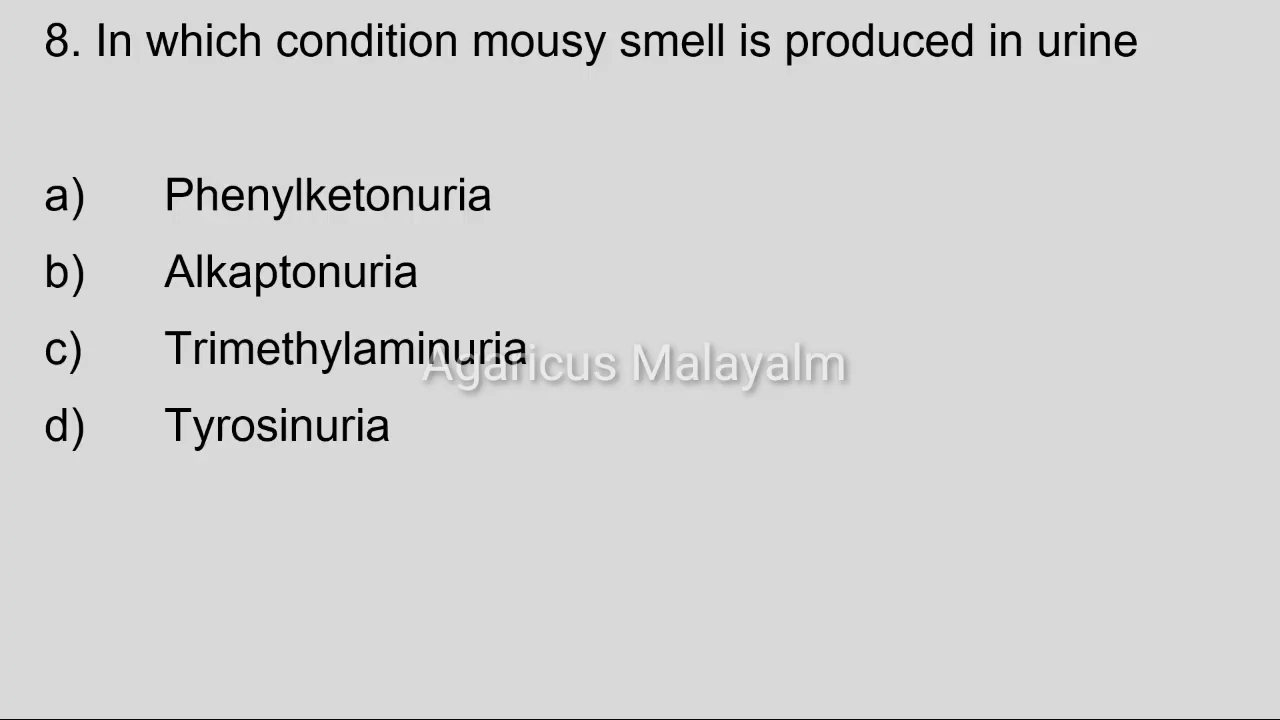 8. In which condition mousy smell is produced in urine
a) Phenylketonuria
b) Alkaptonuria
c) Trimethylaminuria
Agaricus Malayalm
d) Tyrosinuria